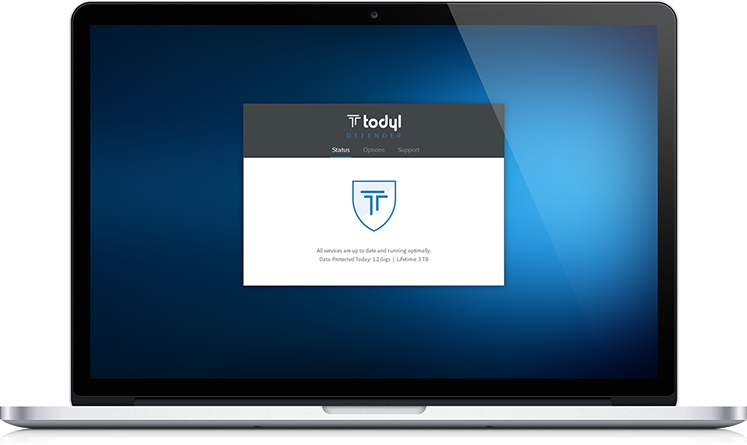 todyl
DEFENDER
Status Options Support
All services are up to date and running optimally.
Data Protected Today: 1.2 Gigs | Lifetime: 3 TB